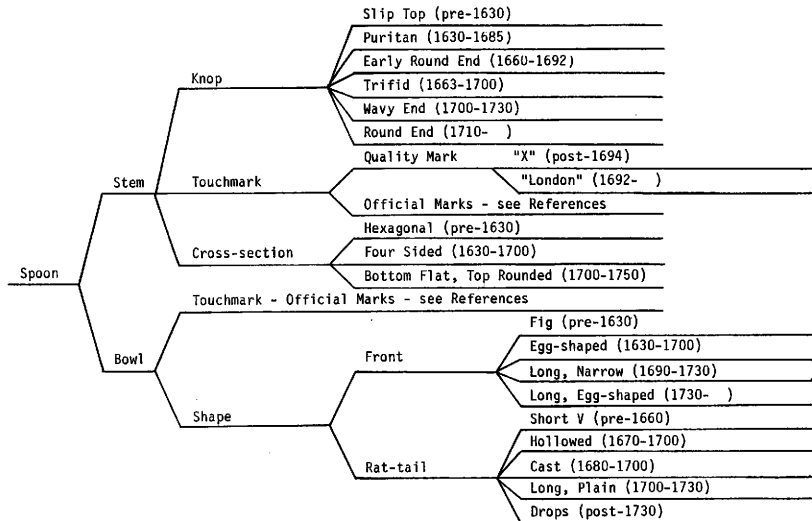 Slip Top (pre-1630)
Puritan (1630-1685)
Early Round End (1660-1692)
Knop
Trifid (1663-1700)
Wavy End (1700-1730)
Round End (1710- )
Quality Mark "X" (post-1694)
Stem Touchmark "London" (1692- )
Official Marks - see References
Hexagonal (pre-1630)
Cross-section Four Sided (1630-1700)
Spoon Bottom Flat, Top Rounded (1700-1750)
Touchmark - Official Marks - see References
Fig (pre-1630)
Bowl Front Egg-shaped (1630-1700)
Long, Narrow (1690-1730)
Long, Egg-shaped (1730- )
Shape Short V (pre-1660)
Hollowed (1670-1700)
Rat-tail Cast (1680-1700)
Long, Plain (1700-1730)
Drops (post-1730)